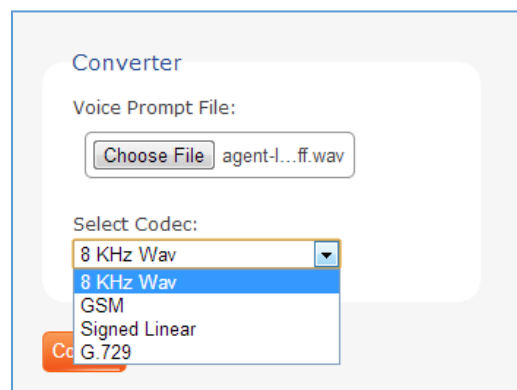 Converter
Voice Prompt File:
Choose File agent-l...ff.wav
Select Codec:
8 KHz Wav
8 KHz Wav
GSM
Signed Linear
G.729